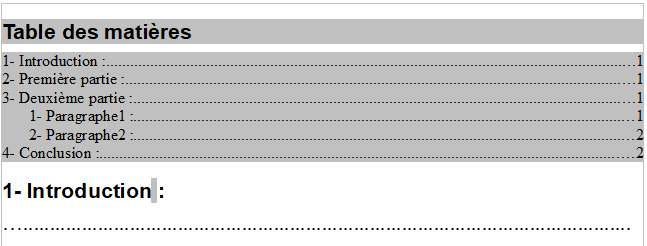 Table des matières
1- Introduction :......................................................................................................................................1
2- Première partie :.................................................................................................................................1
3- Deuxième partie :...............................................................................................................................1
1- Paragraphe1 :.................................................................................................................................1
2- Paragraphe2 :.................................................................................................................................2
4- Conclusion :........................................................................................................................................2
1- Introduction :
…...............................................................................................................